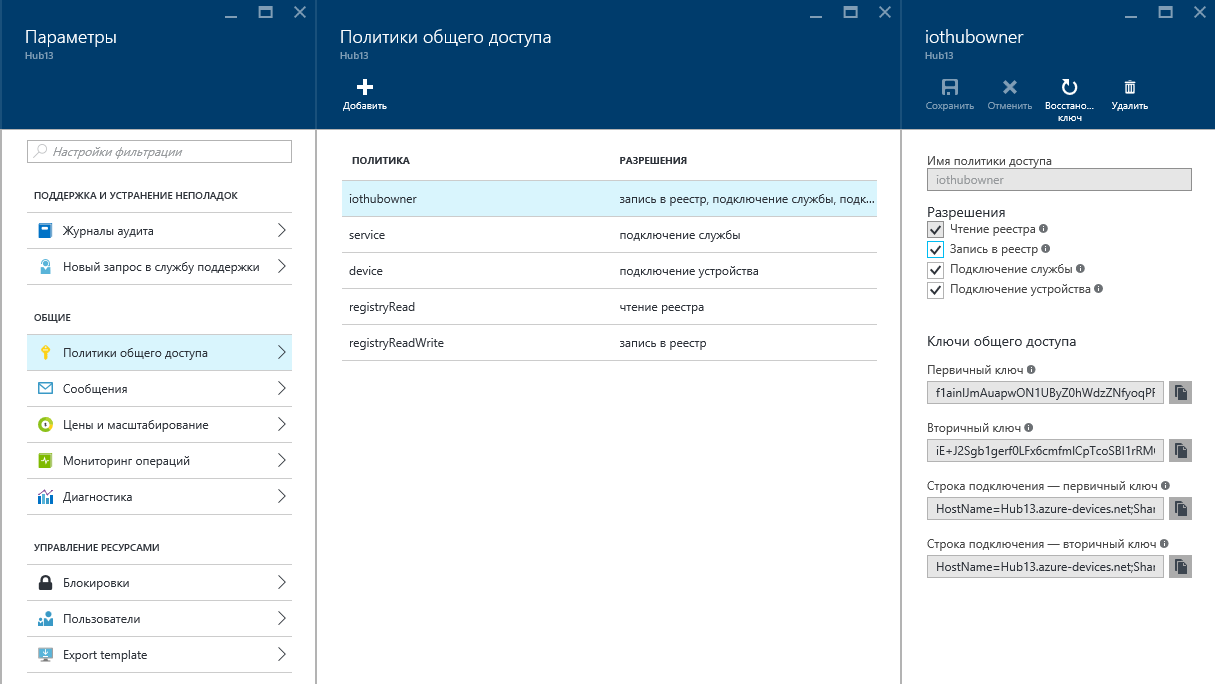 Параметры
Hub13
Настройки фильтрации
ПОДДЕРЖКА И УСТРАНЕНИЕ НЕПОЛАДОК
Журналы аудита
Новый запрос в службу поддержки
ОБЩИЕ
Политики общего доступа
Сообщения
Цены и масштабирование
Мониторинг операций
Диагностика
УПРАВЛЕНИЕ РЕСУРСАМИ
Блокировки
Пользователи
Export template
Политики общего доступа
Hub13
Добавить
ПОЛИТИКА РАЗРЕШЕНИЯ
iothubowner запись в реестр, подключение службы, подк...
service подключение службы
device подключение устройства
registryRead чтение реестра
registryReadWrite запись в реестр
iothubowner
Hub13
Сохранить Отменить Восстано... Удалить
ключ
Имя политики доступа
iothubowner
Разрешения
Чтение реестра
Запись в реестр
Подключение службы
Подключение устройства
Ключи общего доступа
Первичный ключ
Вторичный ключ
Строка подключения — первичный ключ
HostName=Hub13.azure-devices.net;Shar
Строка подключения — вторичный ключ
HostName=Hub13.azure-devices.net;Shar